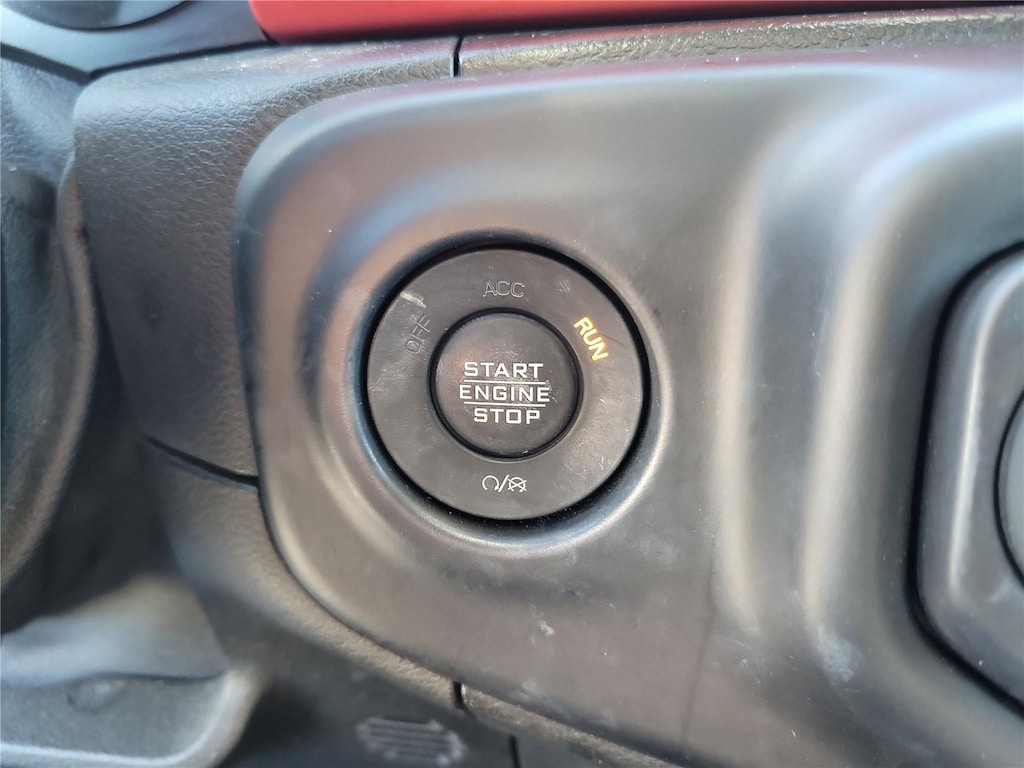 ACC
OFF
RUN
START
ENGINE
STOP